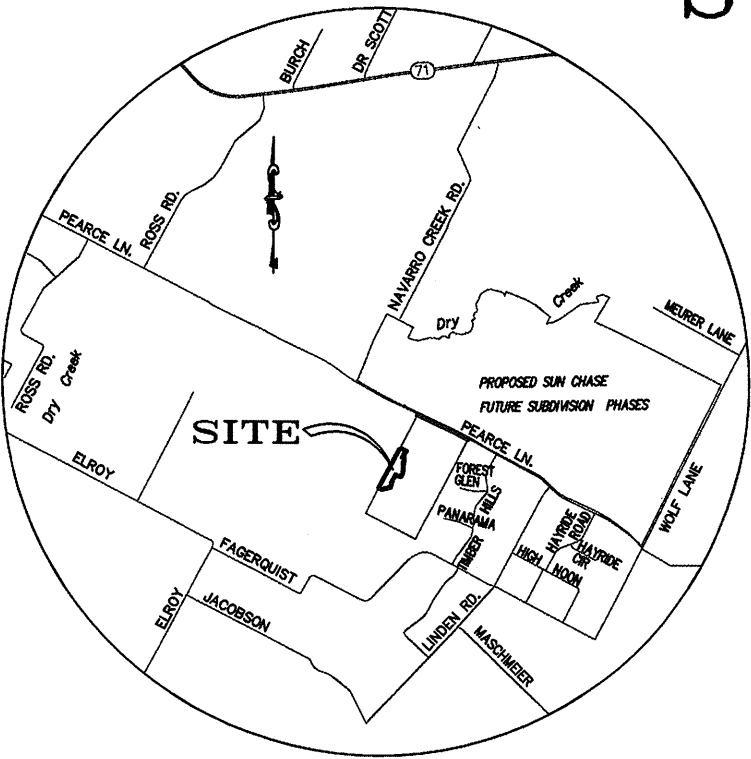 S
BURCH
DR SCOTT
71
PEARCE LN.
ROSS RD.
NAVARRO CREEK RD.
Dry Creek
MEURER LANE
ROSS RD.
Dry Creek
PROPOSED SUN CHASE
FUTURE SUBDIVISION PHASES
SITE
PEARCE LN.
ELROY
FOREST
GLEN
TIMBER HILLS
PANARAMA
HAYRIDE
ROAD
HAYRIDE
CIR
WOLF LANE
HIGH NOON
FAGERQUIST
ELROY
JACOBSON
LINDEN RD.
MASCHMEIER